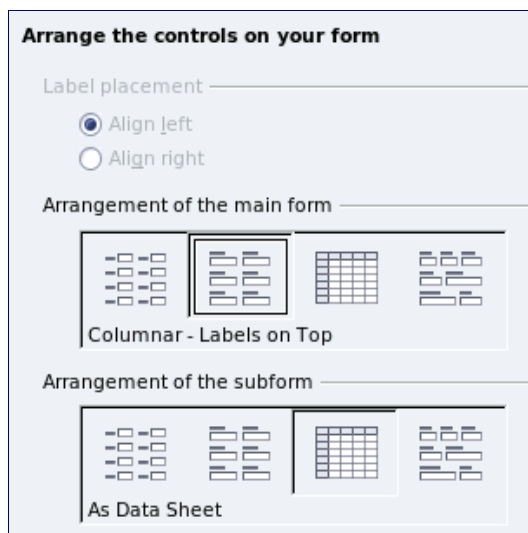 Arrange the controls on your form
Label placement
Align left
Align right
Arrangement of the main form
Columnar - Labels on Top
Arrangement of the subform
As Data Sheet